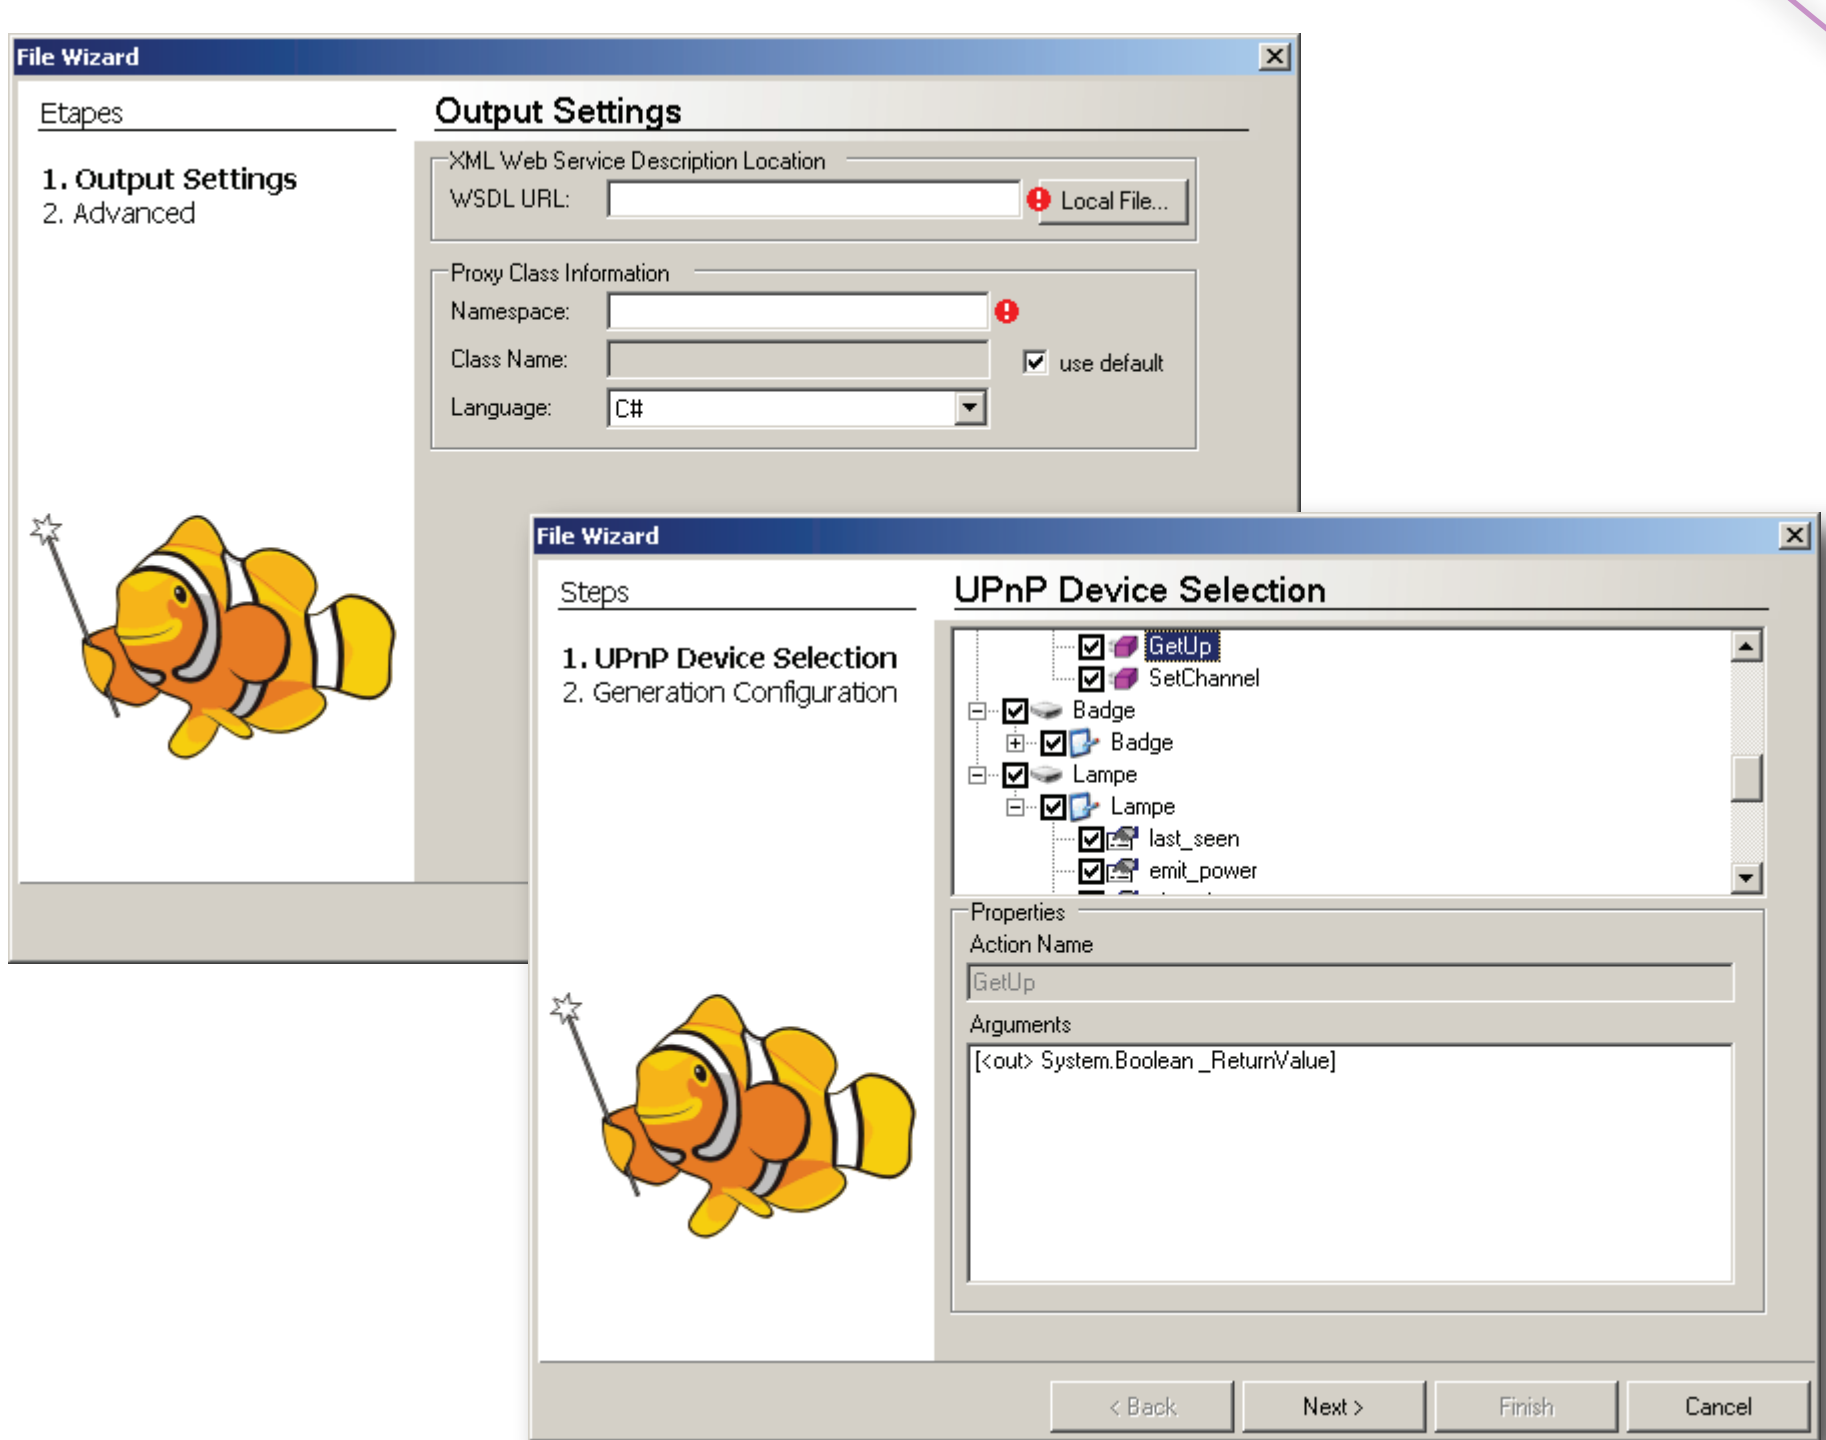 File Wizard
Etapes
1. Output Settings
2. Advanced
Output Settings
XML Web Service Description Location
WSDL URL:
Local File...
Proxy Class Information
Namespace:
Class Name:
use default
Language:
C#
File Wizard
Steps
1. UPnP Device Selection
2. Generation Configuration
UPnP Device Selection
GetUp
SetChannel
Badge
Badge
Lampe
Lampe
last_seen
emit_power
Properties
Action Name
GetUp
Arguments
[<out> System.Boolean _ReturnValue]
< Back
Next >
Finish
Cancel